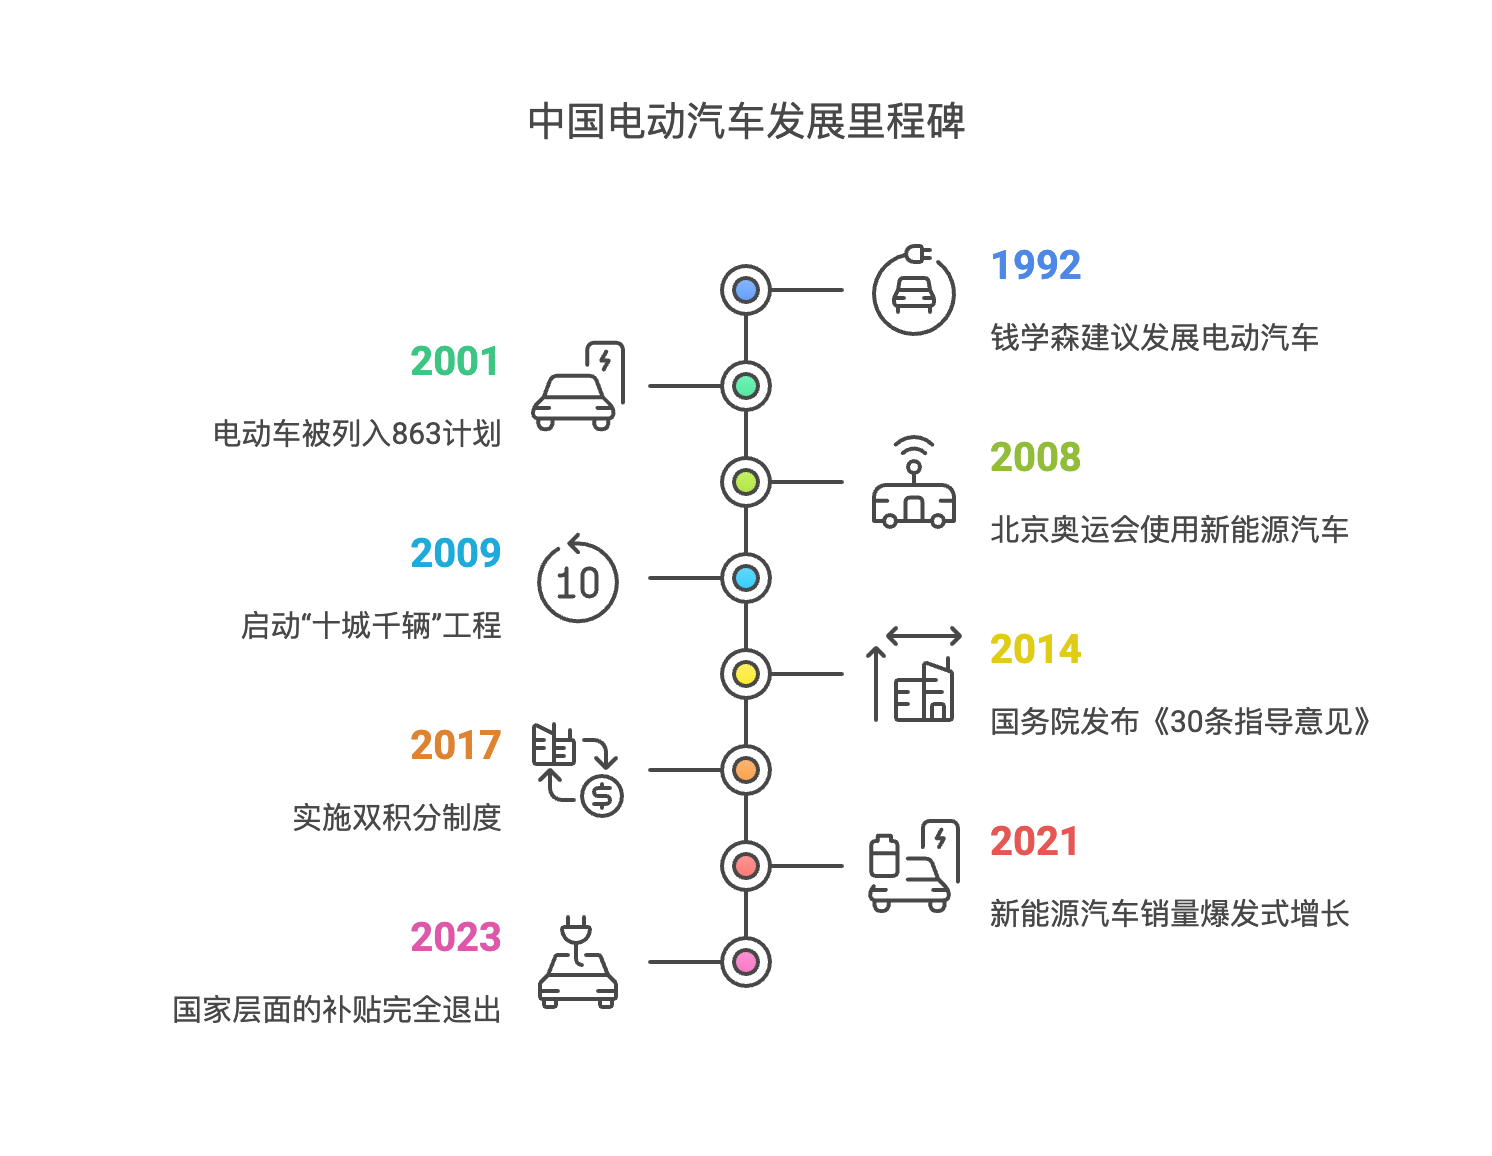 中国电动汽车发展里程碑
1992
钱学森建议发展电动汽车
2001
电动车被列入863计划
2008
北京奥运会使用新能源汽车
2009
10
启动“十城千辆”工程
2014
国务院发布《30条指导意见》
2017
$
实施双积分制度
2021
新能源汽车销量爆发式增长
2023
国家层面的补贴完全退出